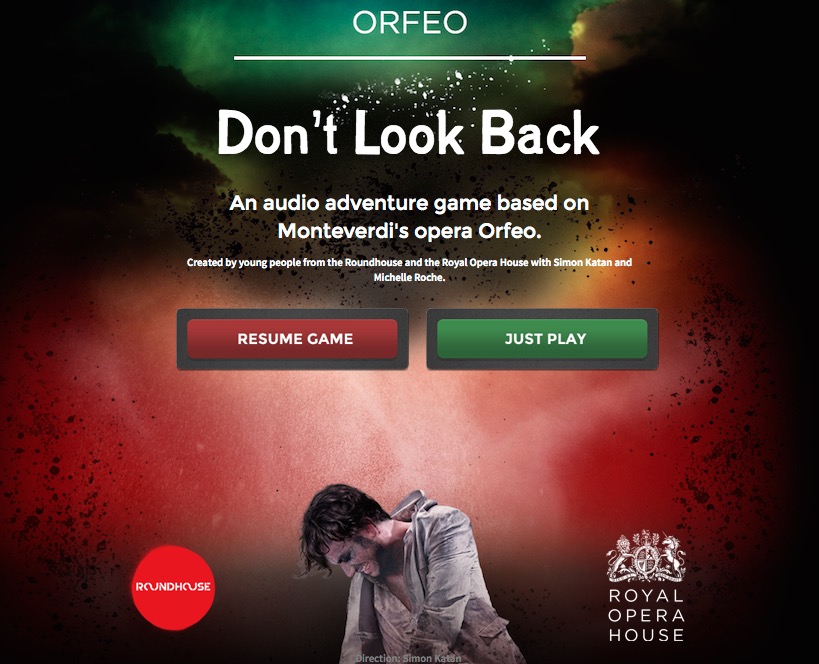 ORFEO
Don't Look Back
An audio adventure game based on
Monteverdi's opera Orfeo.
Created by young people from the Roundhouse and the Royal Opera House with Simon Katan and
Michelle Roche.
RESUME GAME
JUST PLAY
ROUNDHOUSE
ROYAL
OPERA
HOUSE
Direction: Simon Katan